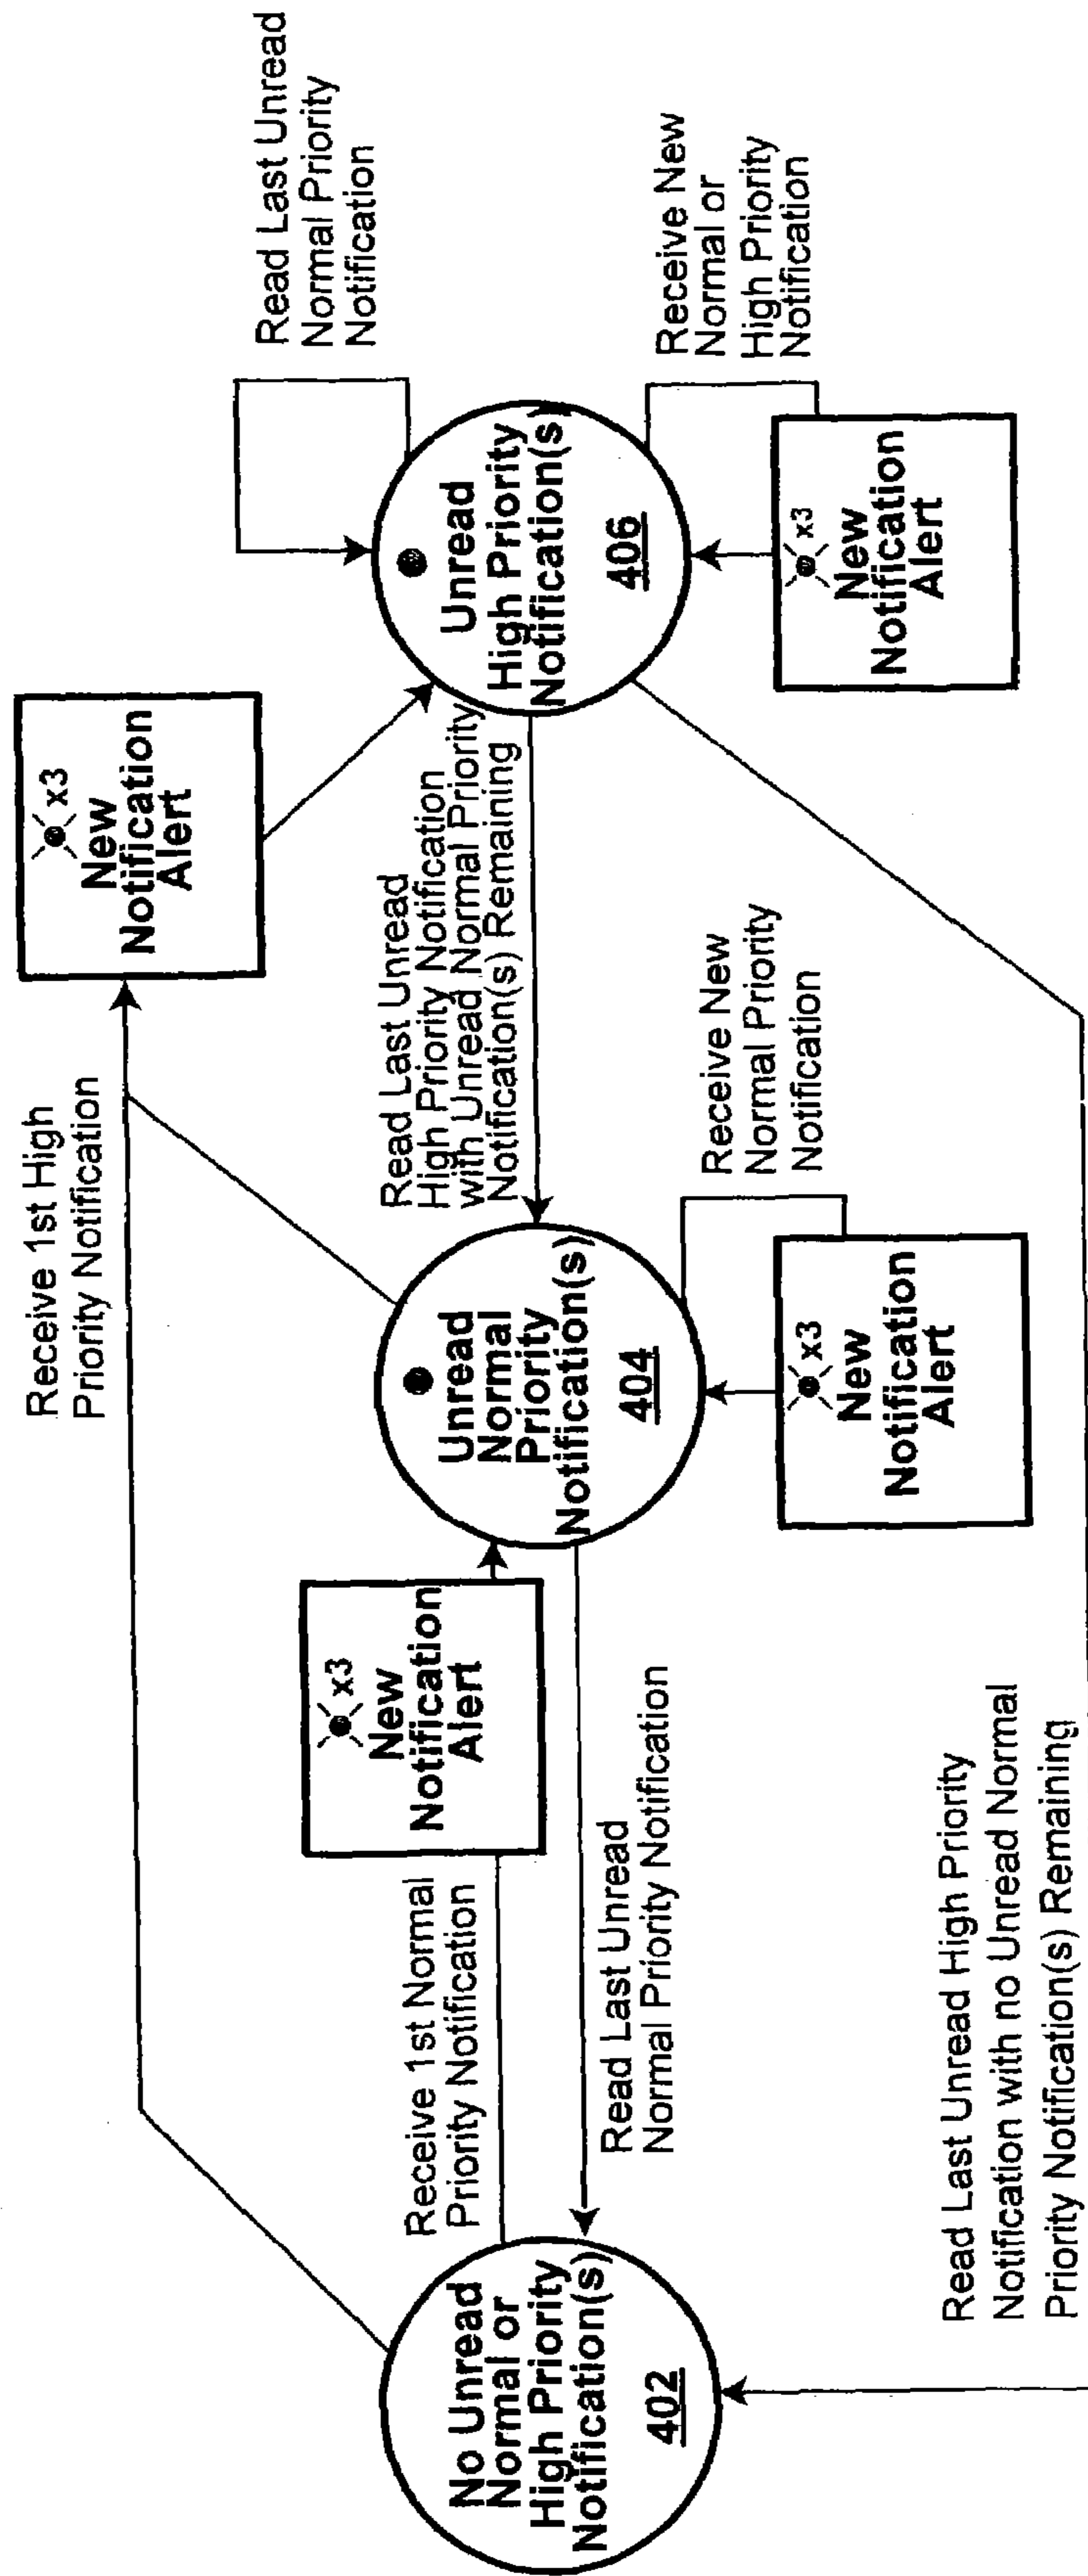 Receive 1st High
Priority Notification
x3
New
Notification
Alert
Read Last Unread
Normal Priority
Notification
No Unread
Normal or
High Priority
Notification(s)
402
Receive 1st Normal
Priority Notification
x3
New
Notification
Alert
Read Last Unread
Normal Priority Notification
Unread
Normal
Priority
Notification(s)
404
Read Last Unread
High Priority Notification
with Unread Normal Priority
Notification(s) Remaining
Unread
High Priority
Notification(s)
406
Receive New
Normal Priority
Notification
x3
New
Notification
Alert
Receive New
Normal or
High Priority
Notification
x3
New
Notification
Alert
Read Last Unread High Priority
Notification with no Unread Normal
Priority Notification(s) Remaining